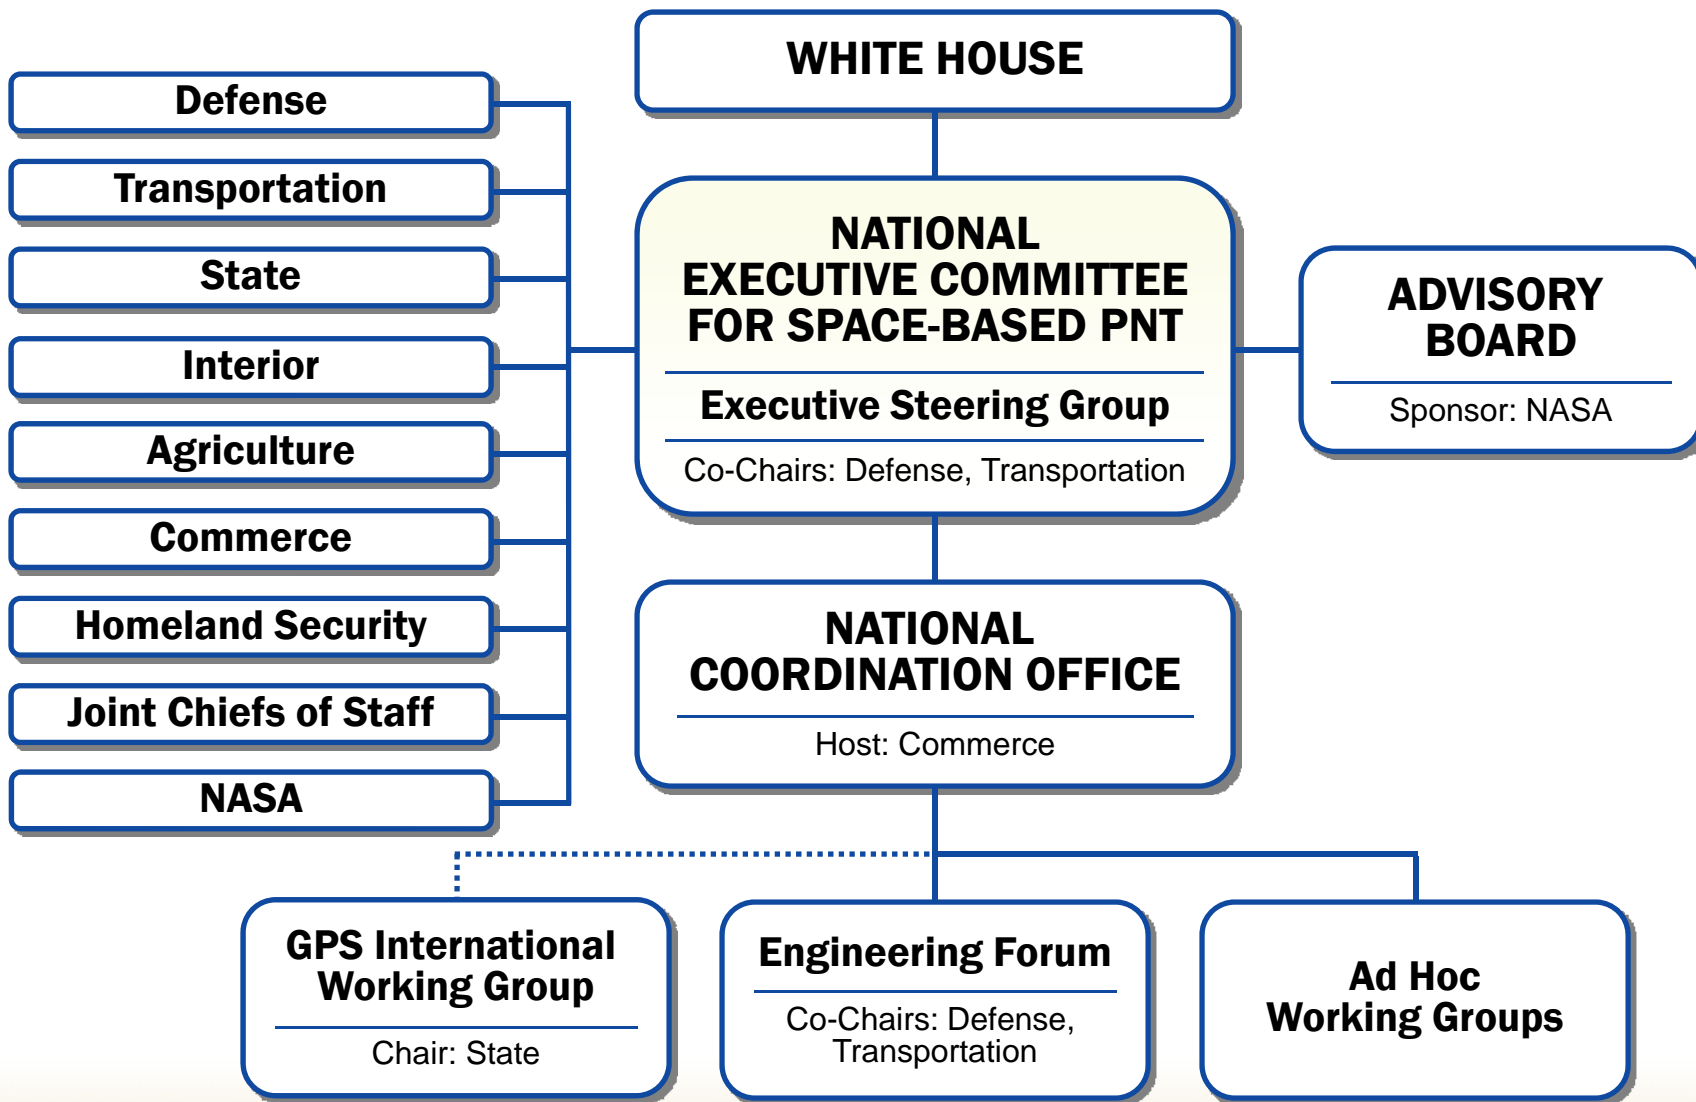 WHITE HOUSE
Defense
Transportation
State
Interior
Agriculture
Commerce
Homeland Security
Joint Chiefs of Staff
NASA
NATIONAL
EXECUTIVE COMMITTEE
FOR SPACE-BASED PNT
Executive Steering Group
Co-Chairs: Defense, Transportation
ADVISORY
BOARD
Sponsor: NASA
NATIONAL
COORDINATION OFFICE
Host: Commerce
GPS International
Working Group
Chair: State
Engineering Forum
Co-Chairs: Defense,
Transportation
Ad Hoc
Working Groups